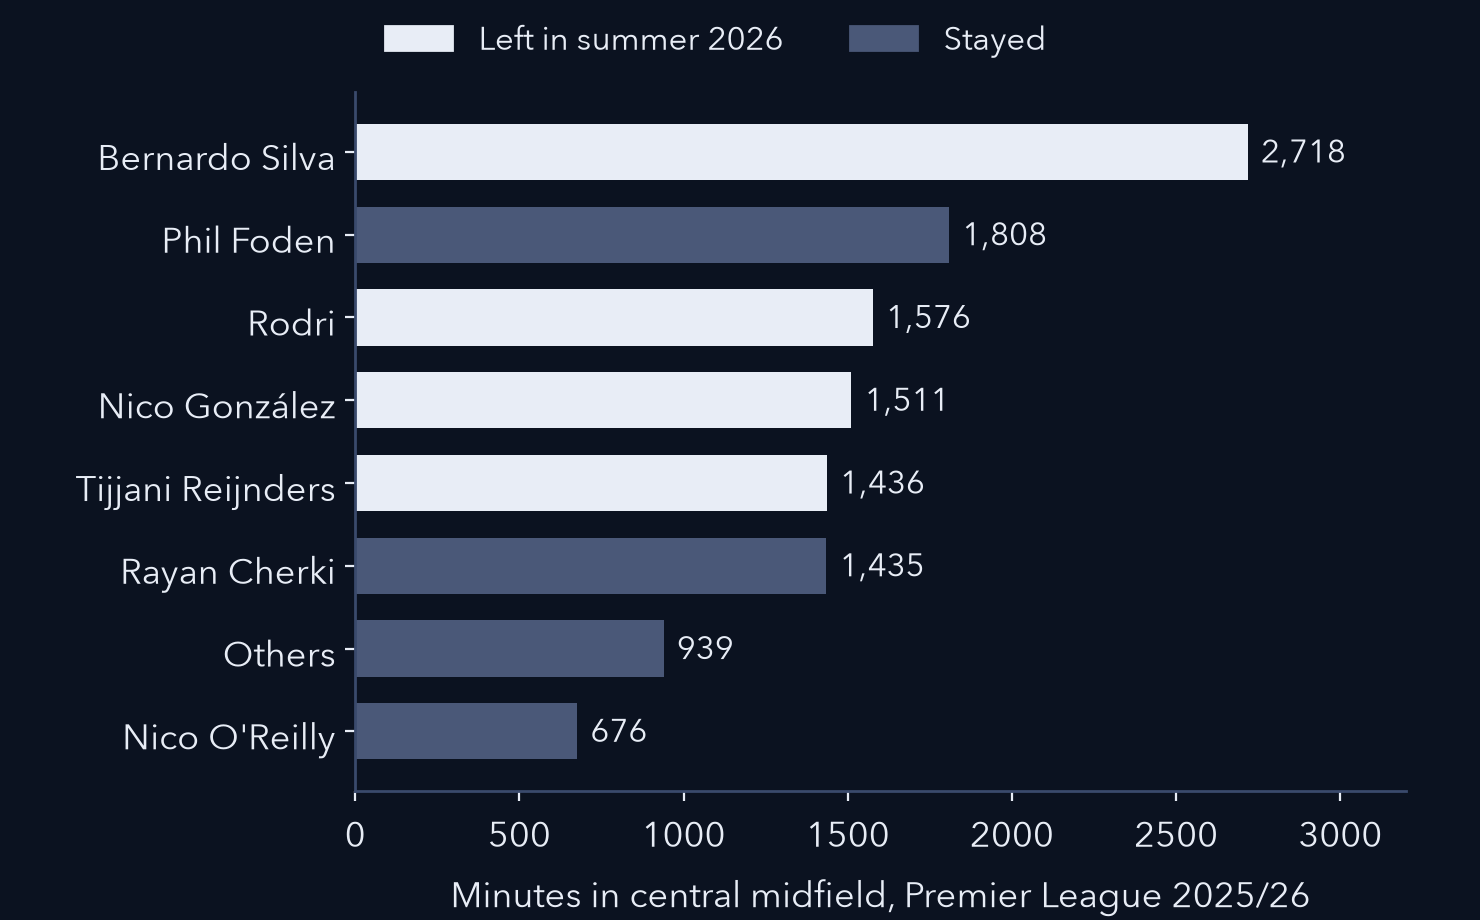 Left in summer 2026 Stayed
Bernardo Silva 2,718
Phil Foden 1,808
Rodri 1,576
Nico González 1,511
Tijjani Reijnders 1,436
Rayan Cherki 1,435
Others 939
Nico O'Reilly 676
0 500 1000 1500 2000 2500 3000
Minutes in central midfield, Premier League 2025/26